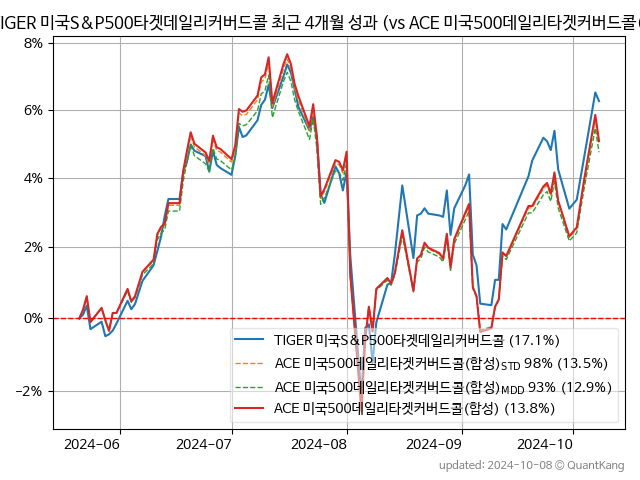 TIGER 미국S&P500타겟데일리커버드콜 최근 4개월 성과 (vs ACE 미국500데일리타겟커버드콜(
8%
6%
4%
2%
0%
−2%
TIGER 미국S&P500타겟데일리커버드콜 (17.1%)
ACE 미국500데일리타겟커버드콜(합성)STD 98% (13.5%)
ACE 미국500데일리타겟커버드콜(합성)MDD 93% (12.9%)
ACE 미국500데일리타겟커버드콜(합성) (13.8%)
2024-06 2024-07 2024-08 2024-09 2024-10
updated: 2024-10-08 © QuantKang